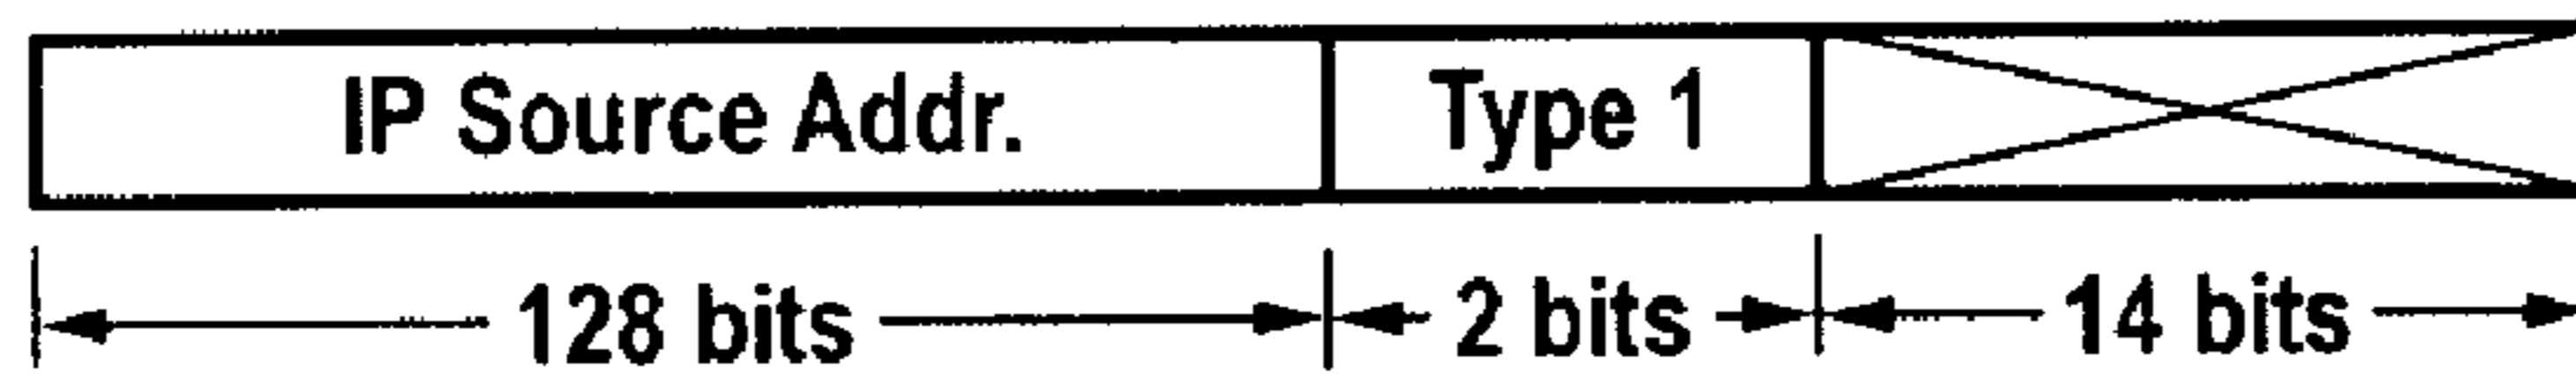 IP Source Addr. Type 1
128 bits 2 bits 14 bits